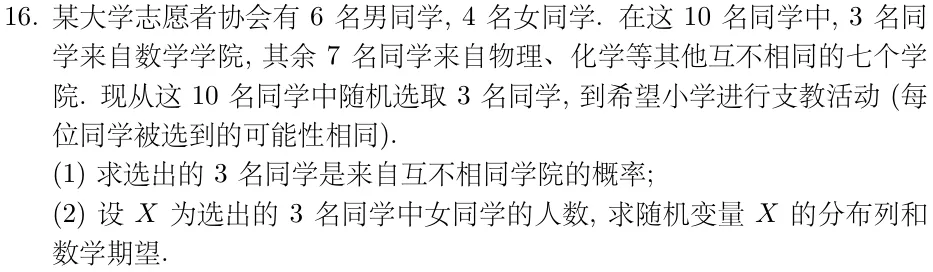 16. 某大学志愿者协会有 6 名男同学, 4 名女同学. 在这 10 名同学中, 3 名同
学来自数学学院, 其余 7 名同学来自物理、化学等其他互不相同的七个学
院. 现从这 10 名同学中随机选取 3 名同学, 到希望小学进行支教活动 (每
位同学被选到的可能性相同).
(1) 求选出的 3 名同学是来自互不相同学院的概率;
(2) 设 X 为选出的 3 名同学中女同学的人数, 求随机变量 X 的分布列和
数学期望.